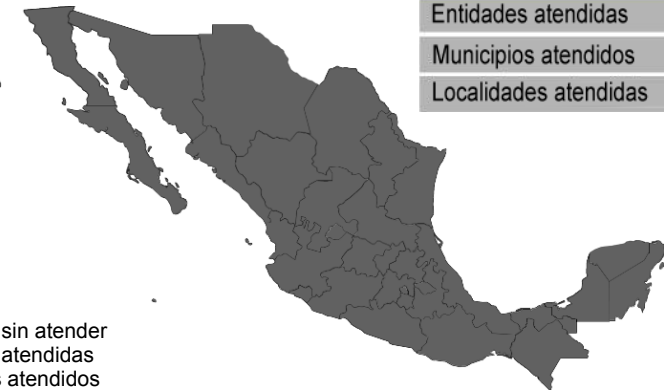 Entidades atendidas
Municipios atendidos
Localidades atendidas
sin atender
atendidas
atendidos